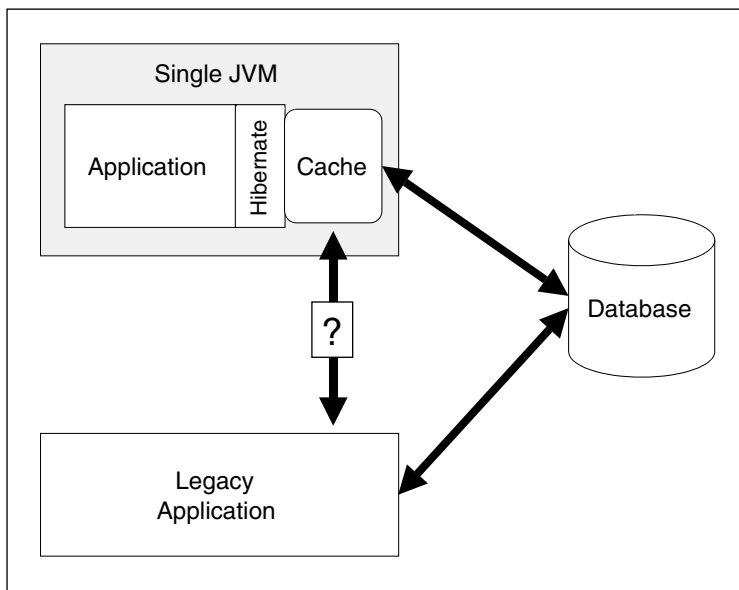 Single JVM
Application
Hibernate
Cache
Database
?
Legacy
Application